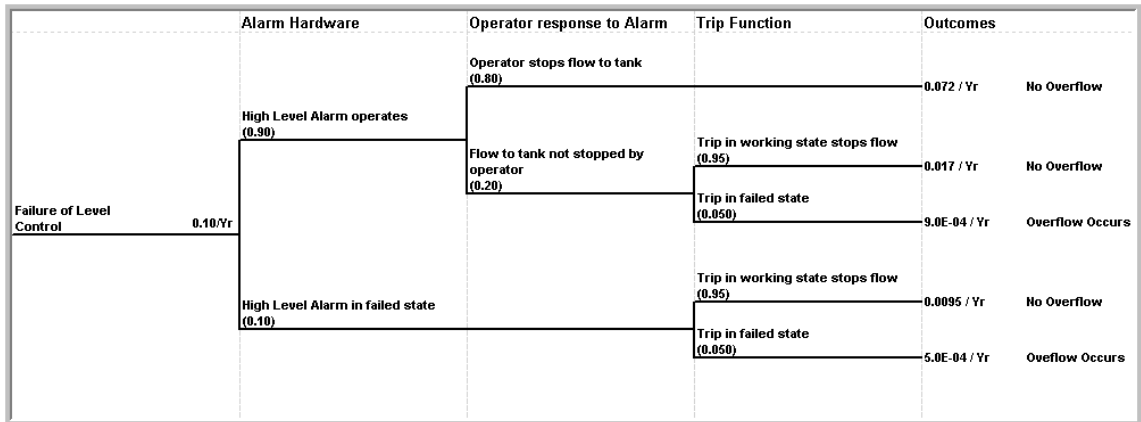 Alarm Hardware
Operator response to Alarm
Trip Function
Outcomes
Operator stops flow to tank
(0.80)
0.072 / Yr
No Overflow
High Level Alarm operates
(0.90)
Trip in working state stops flow
(0.95)
0.017 / Yr
No Overflow
Flow to tank not stopped by
operator
(0.20)
Trip in failed state
(0.050)
9.0E-04 / Yr
Overflow Occurs
Failure of Level
Control
0.10/Yr
Trip in working state stops flow
(0.95)
0.0095 / Yr
No Overflow
High Level Alarm in failed state
(0.10)
Trip in failed state
(0.050)
5.0E-04 / Yr
Oveflow Occurs